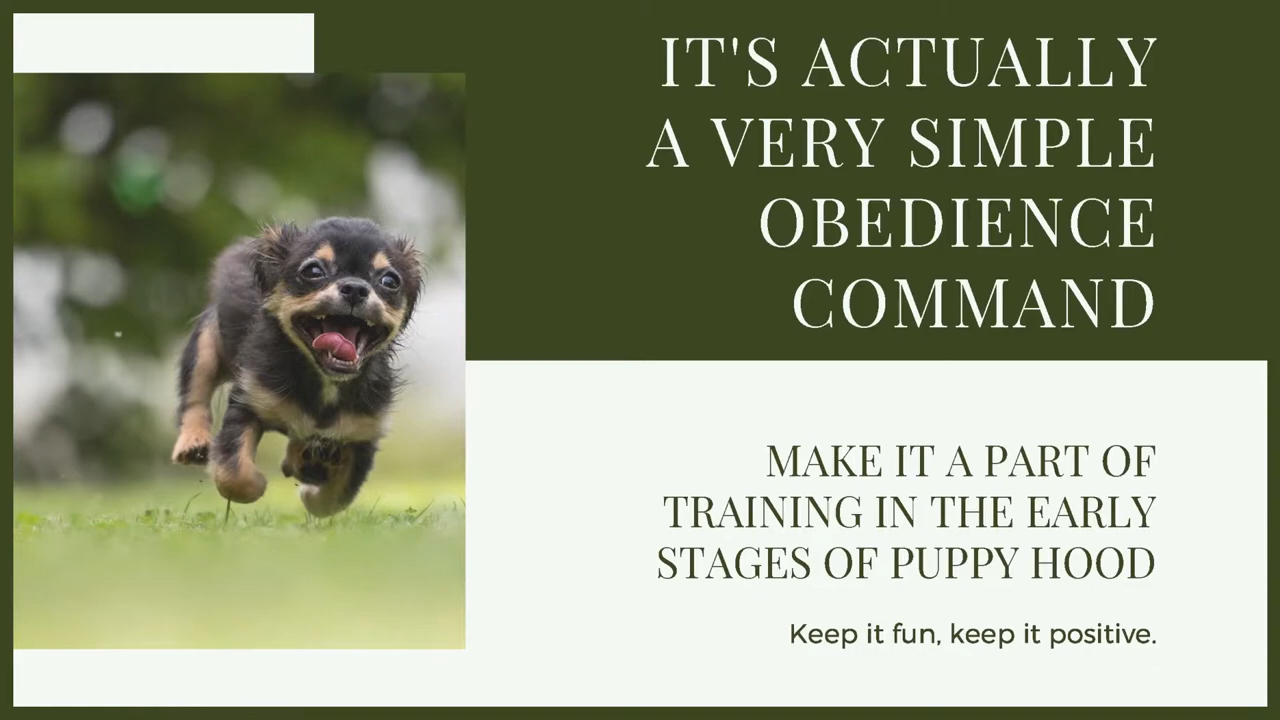 IT'S ACTUALLY
A VERY SIMPLE
OBEDIENCE
COMMAND
MAKE IT A PART OF
TRAINING IN THE EARLY
STAGES OF PUPPY HOOD
Keep it fun, keep it positive.